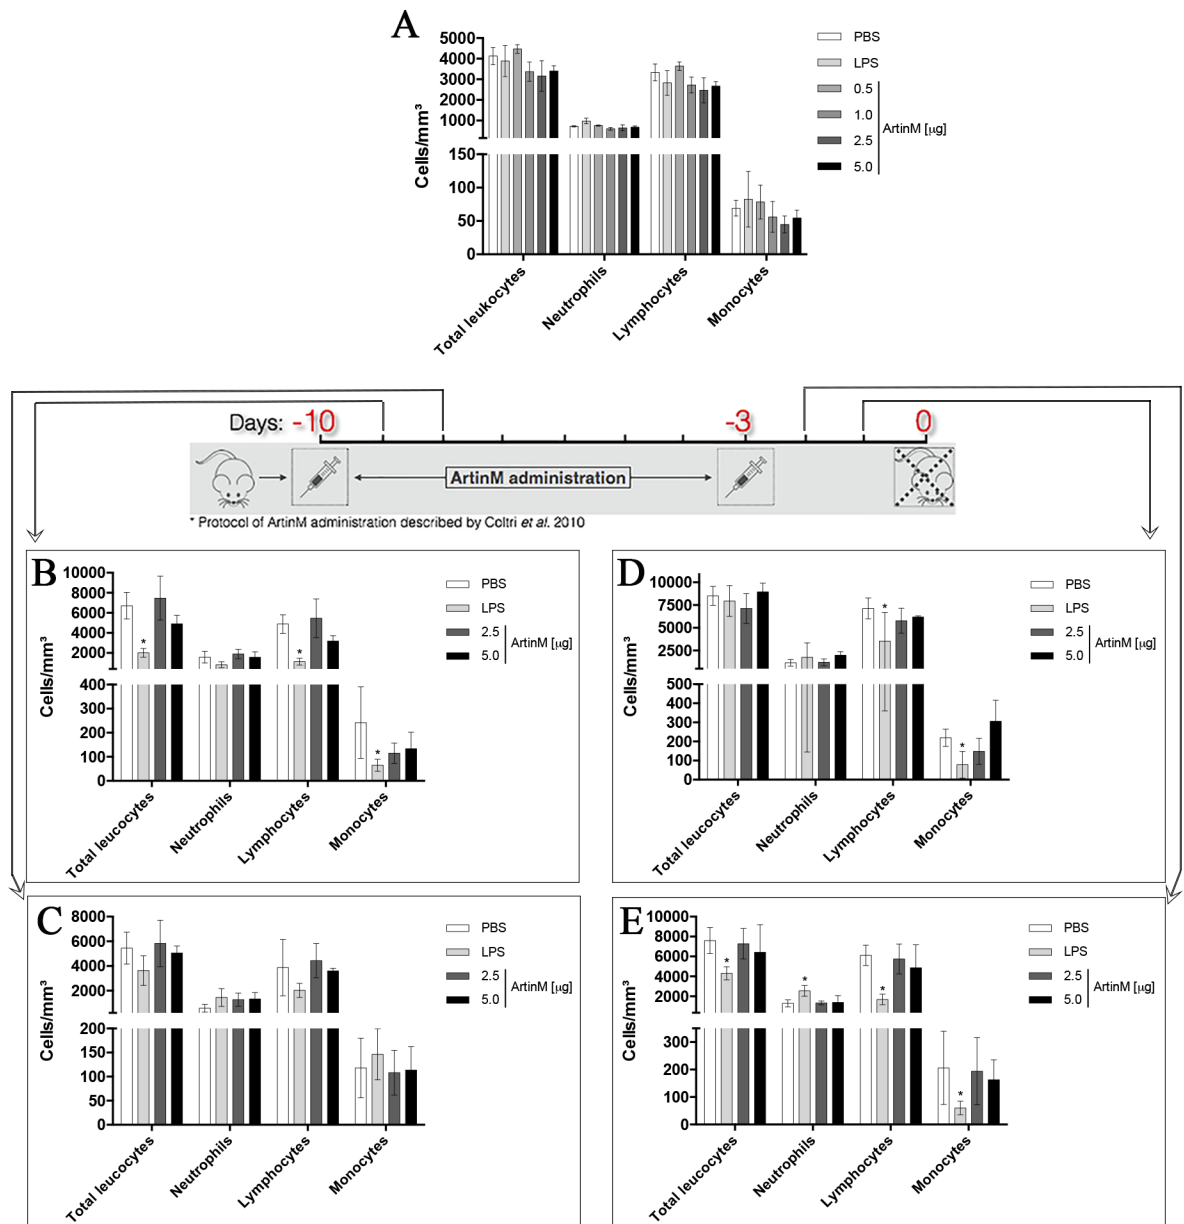 A
5000
4000
3000
2000
1000
150
100
50
0
Cells/mm³
Total leukocytes
Neutrophils
Lymphocytes
Monocytes
PBS
LPS
0.5
1.0
2.5
5.0
ArtinM [µg]
Days: -10 -3 0
ArtinM administration
* Protocol of ArtinM administration described by Coltri et al. 2010
B
10000
8000
6000
4000
2000
400
300
200
100
0
Cells/mm³
*
*
*
Total leucocytes
Neutrophils
Lymphocytes
Monocytes
PBS
LPS
2.5
5.0
ArtinM [µg]
D
10000
7500
5000
2500
500
400
300
200
100
0
Cells/mm³
*
*
Total leucocytes
Neutrophils
Lymphocytes
Monocytes
PBS
LPS
2.5
5.0
ArtinM [µg]
C
8000
6000
4000
2000
200
150
100
50
0
Cells/mm³
Total leucocytes
Neutrophils
Lymphocytes
Monocytes
PBS
LPS
2.5
5.0
ArtinM [µg]
E
10000
8000
6000
4000
2000
300
200
100
0
Cells/mm³
*
*
*
*
Total leucocytes
Neutrophils
Lymphocytes
Monocytes
PBS
LPS
2.5
5.0
ArtinM [µg]